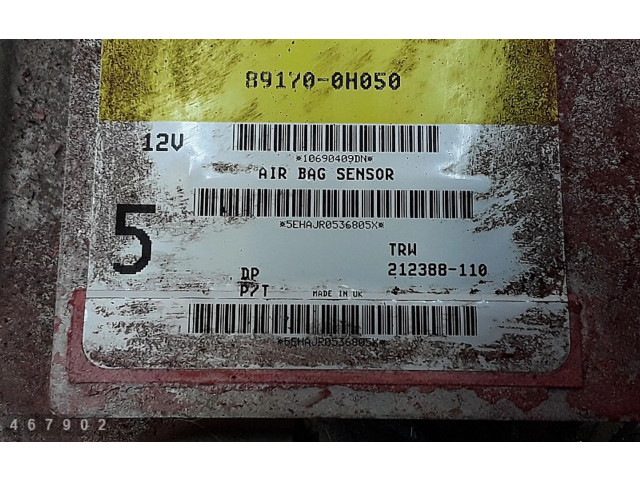 89170-0H050
12V
*10690409DN*
AIR BAG SENSOR
*5EHAJR0536805X*
5
TRW
DP
212388-110
P/T
MADE IN UK
*5EHAJR0536805X*
467902